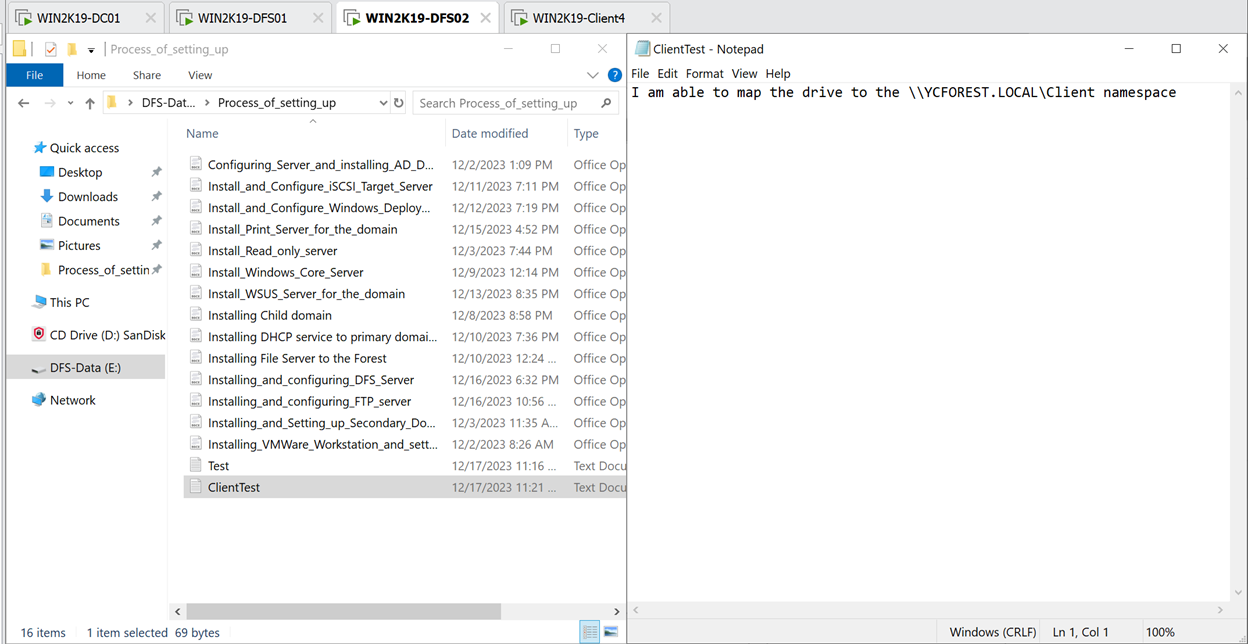 WIN2K19-DC01
WIN2K19-DFS01
WIN2K19-DFS02
WIN2K19-Client4
Process_of_setting_up
File Home Share View
DFS-Dat... Process_of_setting_up
Search Process_of_setting_up
Quick access
Desktop
Downloads
Documents
Pictures
Process_of_settin
This PC
CD Drive (D:) SanDisk
DFS-Data (E:)
Network
Name Date modified Type
Configuring_Server_and_installing_AD_D... 12/2/2023 1:09 PM Office Op
Install_and_Configure_iSCSI_Target_Server 12/11/2023 7:11 PM Office Op
Install_and_Configure_Windows_Deploy... 12/12/2023 7:19 PM Office Op
Install_Print_Server_for_the_domain 12/15/2023 4:52 PM Office Op
Install_Read_only_server 12/3/2023 7:44 PM Office Op
Install_Windows_Core_Server 12/9/2023 12:14 PM Office Op
Install_WSUS_Server_for_the_domain 12/13/2023 8:35 PM Office Op
Installing Child domain 12/8/2023 8:58 PM Office Op
Installing DHCP service to primary domai... 12/10/2023 7:36 PM Office Op
Installing File Server to the Forest 12/10/2023 12:24 ... Office Op
Installing_and_configuring_DFS_Server 12/16/2023 6:32 PM Office Op
Installing_and_configuring_FTP_server 12/16/2023 10:56 ... Office Op
Installing_and_Setting_up_Secondary_Do... 12/3/2023 11:35 A... Office Op
Installing_VMWare_Workstation_and_sett... 12/2/2023 8:26 AM Office Op
Test 12/17/2023 11:16 ... Text Docu
ClientTest 12/17/2023 11:21 ... Text Docu
16 items 1 item selected 69 bytes
ClientTest - Notepad
File Edit Format View Help
I am able to map the drive to the \\YCFOREST.LOCAL\Client namespace
Windows (CRLF) Ln 1, Col 1 100%